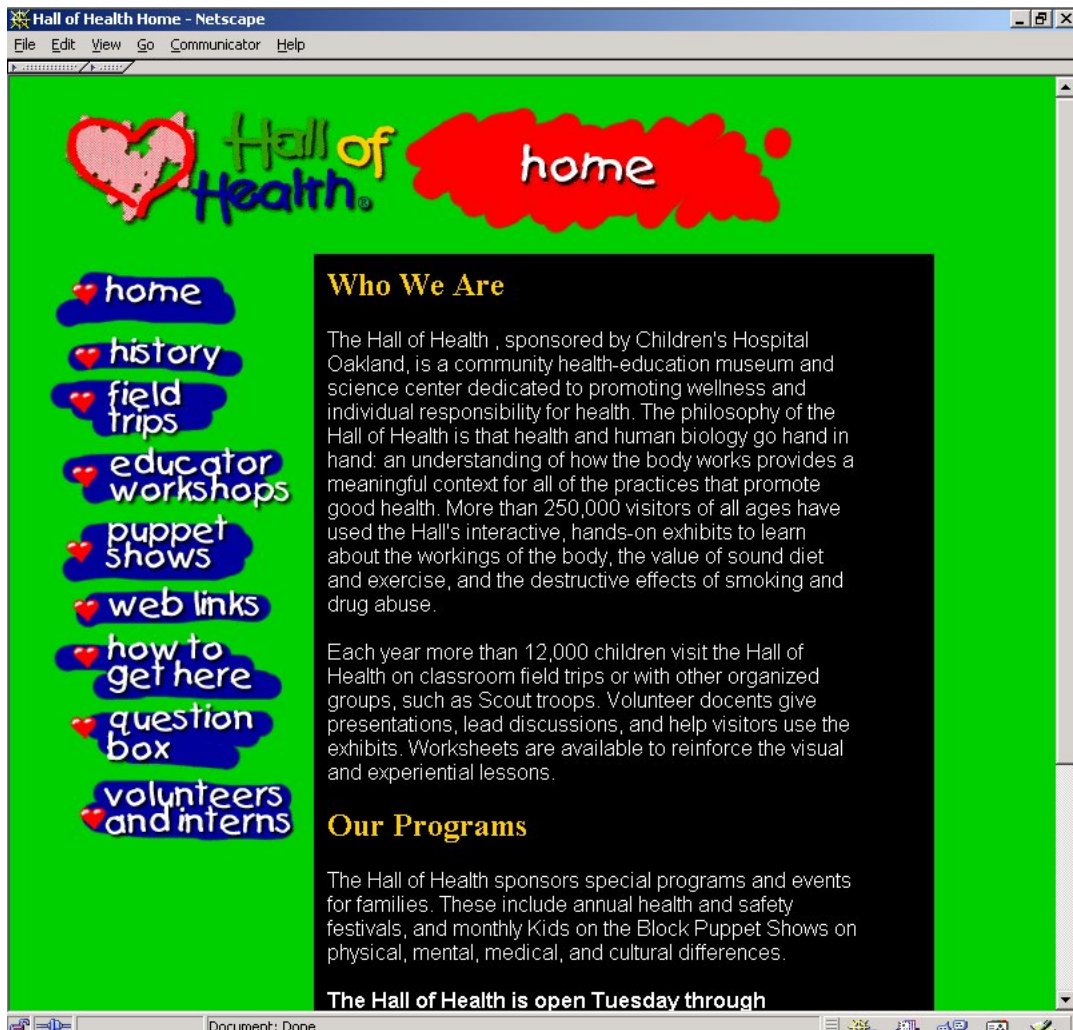 Hall of Health Home - Netscape
File Edit View Go Communicator Help
Hall of
Health®
home
home
history
field
trips
educator
workshops
puppet
shows
web links
how to
get here
question
box
volunteers
and interns
Who We Are
The Hall of Health , sponsored by Children's Hospital
Oakland, is a community health-education museum and
science center dedicated to promoting wellness and
individual responsibility for health. The philosophy of the
Hall of Health is that health and human biology go hand in
hand: an understanding of how the body works provides a
meaningful context for all of the practices that promote
good health. More than 250,000 visitors of all ages have
used the Hall's interactive, hands-on exhibits to learn
about the workings of the body, the value of sound diet
and exercise, and the destructive effects of smoking and
drug abuse.
Each year more than 12,000 children visit the Hall of
Health on classroom field trips or with other organized
groups, such as Scout troops. Volunteer docents give
presentations, lead discussions, and help visitors use the
exhibits. Worksheets are available to reinforce the visual
and experiential lessons.
Our Programs
The Hall of Health sponsors special programs and events
for families. These include annual health and safety
festivals, and monthly Kids on the Block Puppet Shows on
physical, mental, medical, and cultural differences.
The Hall of Health is open Tuesday through
Document: Done